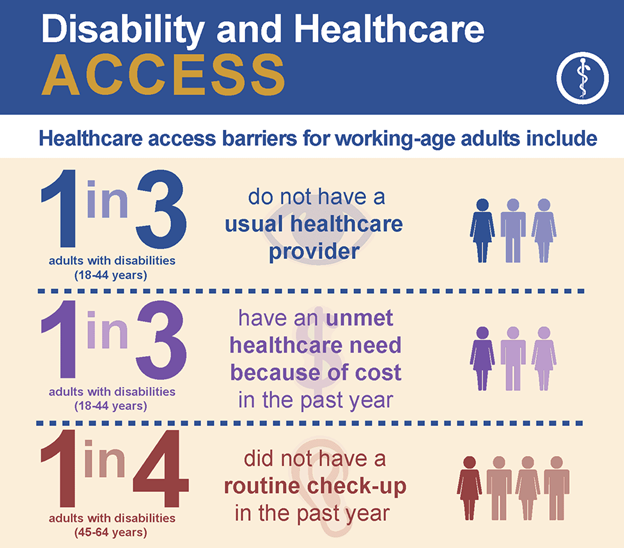 Disability and Healthcare
ACCESS
Healthcare access barriers for working-age adults include
1 in 3
adults with disabilities
(18-44 years)
do not have a
usual healthcare
provider
1 in 3
adults with disabilities
(18-44 years)
have an unmet
healthcare need
because of cost
in the past year
1 in 4
adults with disabilities
(45-64 years)
did not have a
routine check-up
in the past year